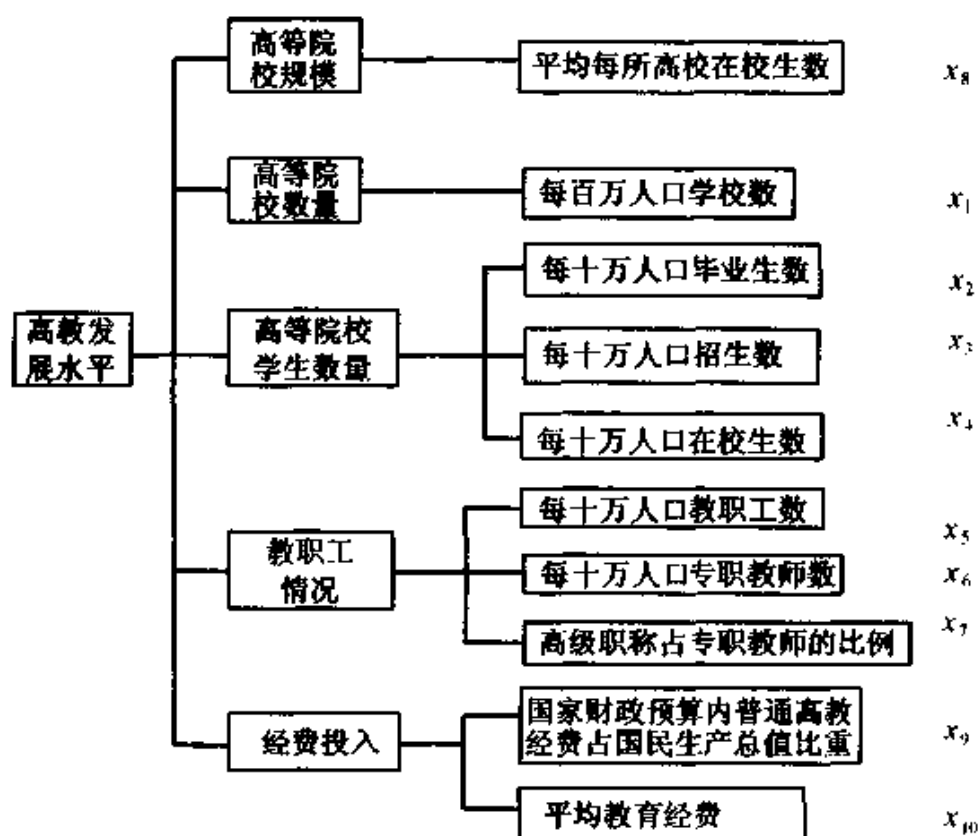 高等院
校规模
平均每所高校在校生数
x₈
高等院
校数量
每百万人口学校数
x₁
高教发
展水平
高等院校
学生数量
每十万人口毕业生数
x₂
每十万人口招生数
x₃
每十万人口在校生数
x₄
教职工
情况
每十万人口教职工数
x₅
每十万人口专职教师数
x₆
高级职称占专职教师的比例
x₇
经费投入
国家财政预算内普通高教
经费占国民生产总值比重
x₉
平均教育经费
x₁₀